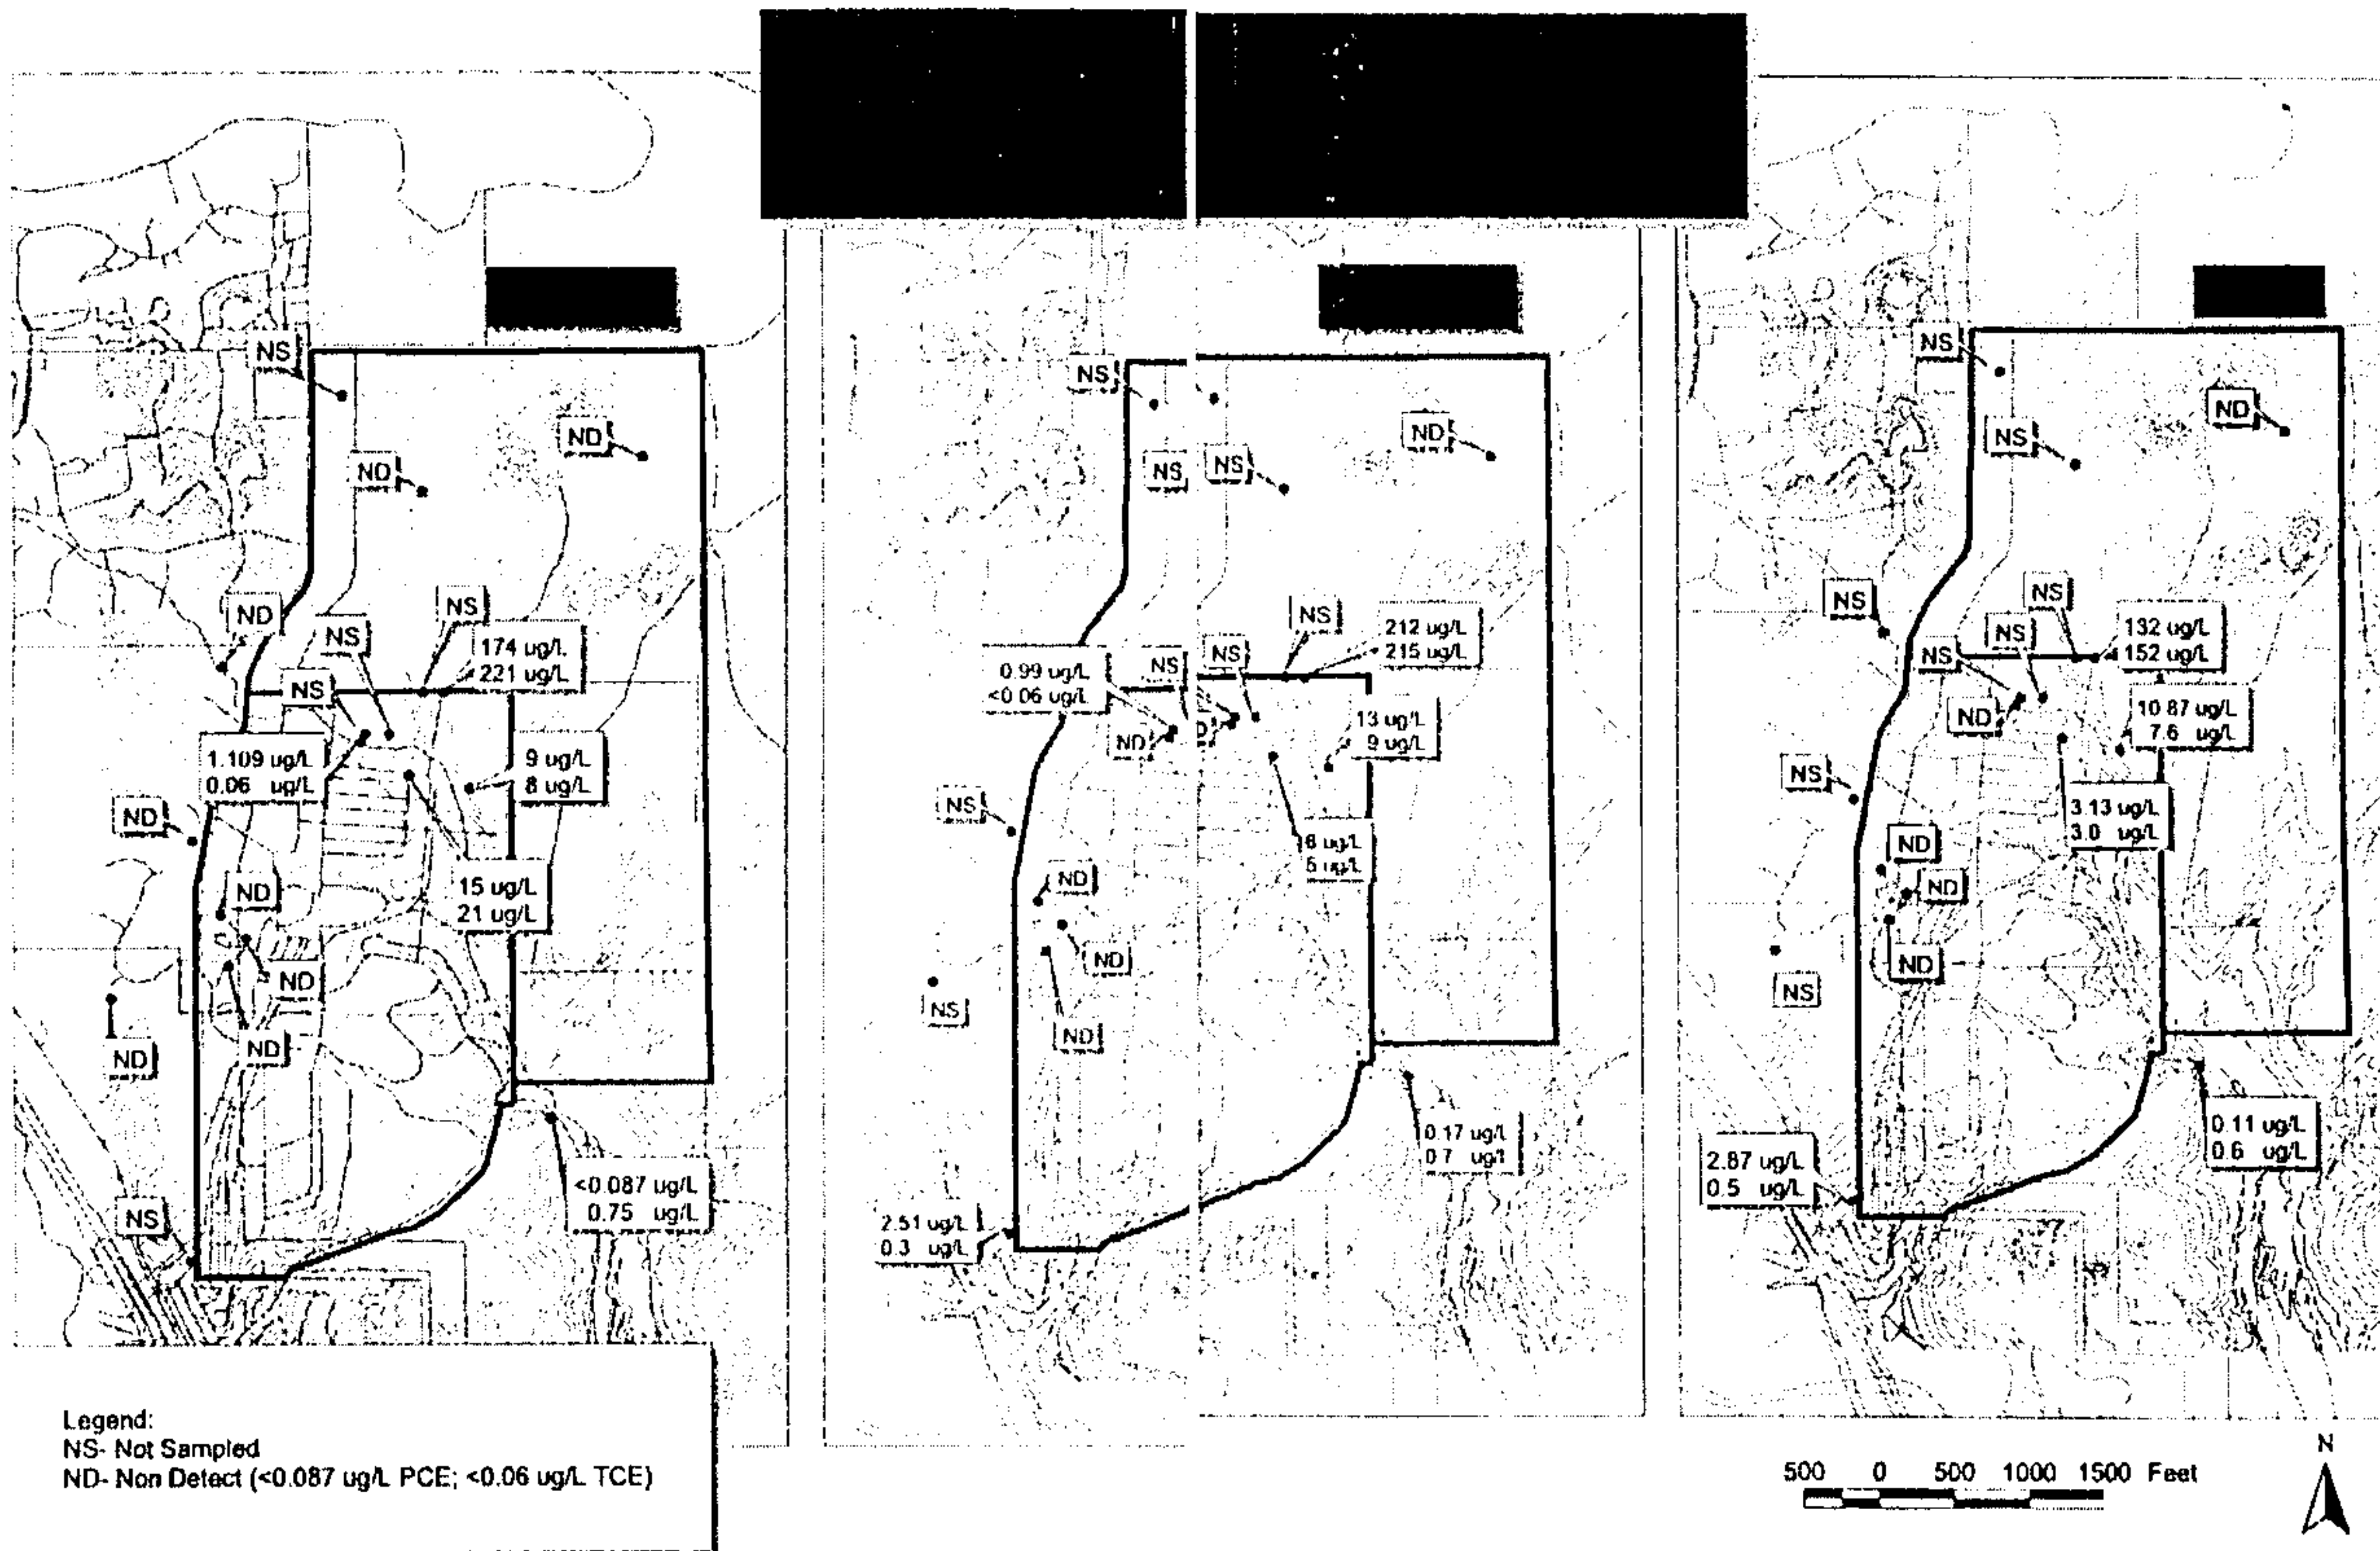 NS
ND
ND
ND
NS
NS
174 ug/L
221 ug/L
NS
1.109 ug/L
0.06 ug/L
9 ug/L
8 ug/L
ND
15 ug/L
21 ug/L
ND
ND
ND
ND
<0.087 ug/L
0.75 ug/L
NS
NS
ND
NS
NS
NS
212 ug/L
215 ug/L
0.99 ug/L
<0.06 ug/L
NS
NS
13 ug/L
9 ug/L
ND
NS
ND
ND
NS
ND
0.17 ug/L
0.7
2.51 ug/L
0.3 ug/L
NS
ND
NS
NS
NS
NS
NS
132 ug/L
152 ug/L
ND
10.87 ug/L
7.6 ug/L
NS
3.13 ug/L
3.0 ug/L
ND
ND
ND
NS
0.11 ug/L
0.6 ug/L
2.87 ug/L
0.5 ug/L
Legend:
NS- Not Sampled
ND- Non Detect (<0.087 ug/L PCE; <0.06 ug/L TCE)
500 0 500 1000 1500 Feet
N